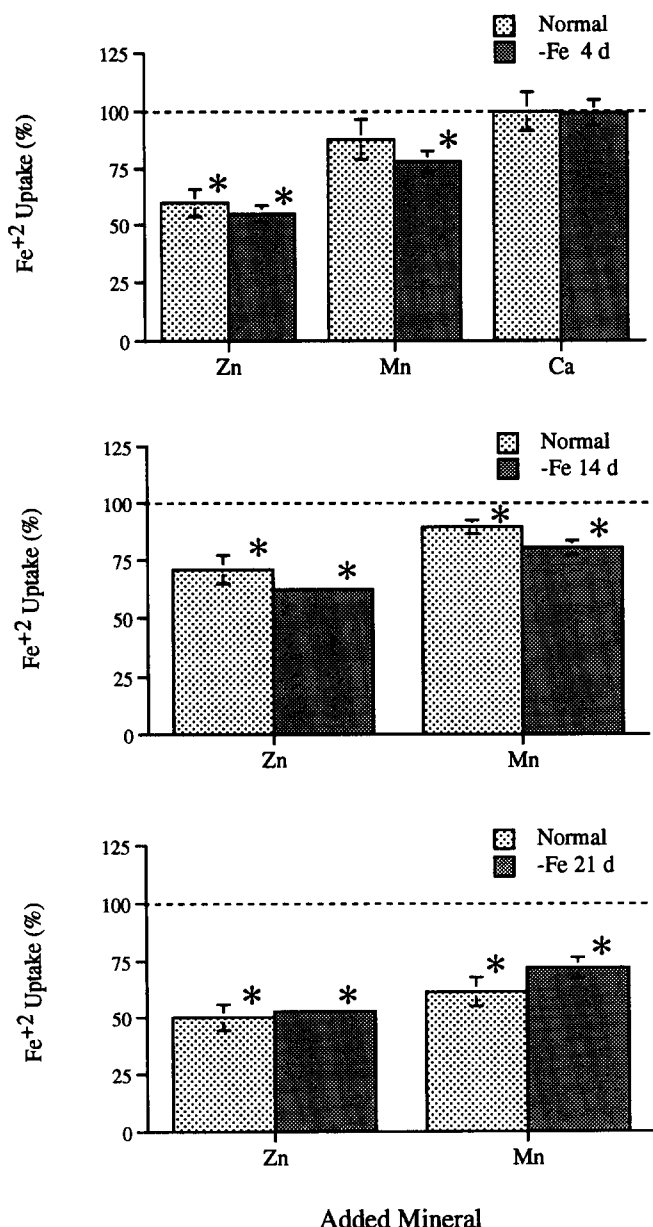 Normal
-Fe 4 d
125
100
75
50
25
0
Fe+2 Uptake (%)
* * *
Zn Mn Ca
Normal
-Fe 14 d
125
100
75
50
25
0
Fe+2 Uptake (%)
* * * *
Zn Mn
Normal
-Fe 21 d
125
100
75
50
25
0
Fe+2 Uptake (%)
* * * *
Zn Mn
Added Mineral